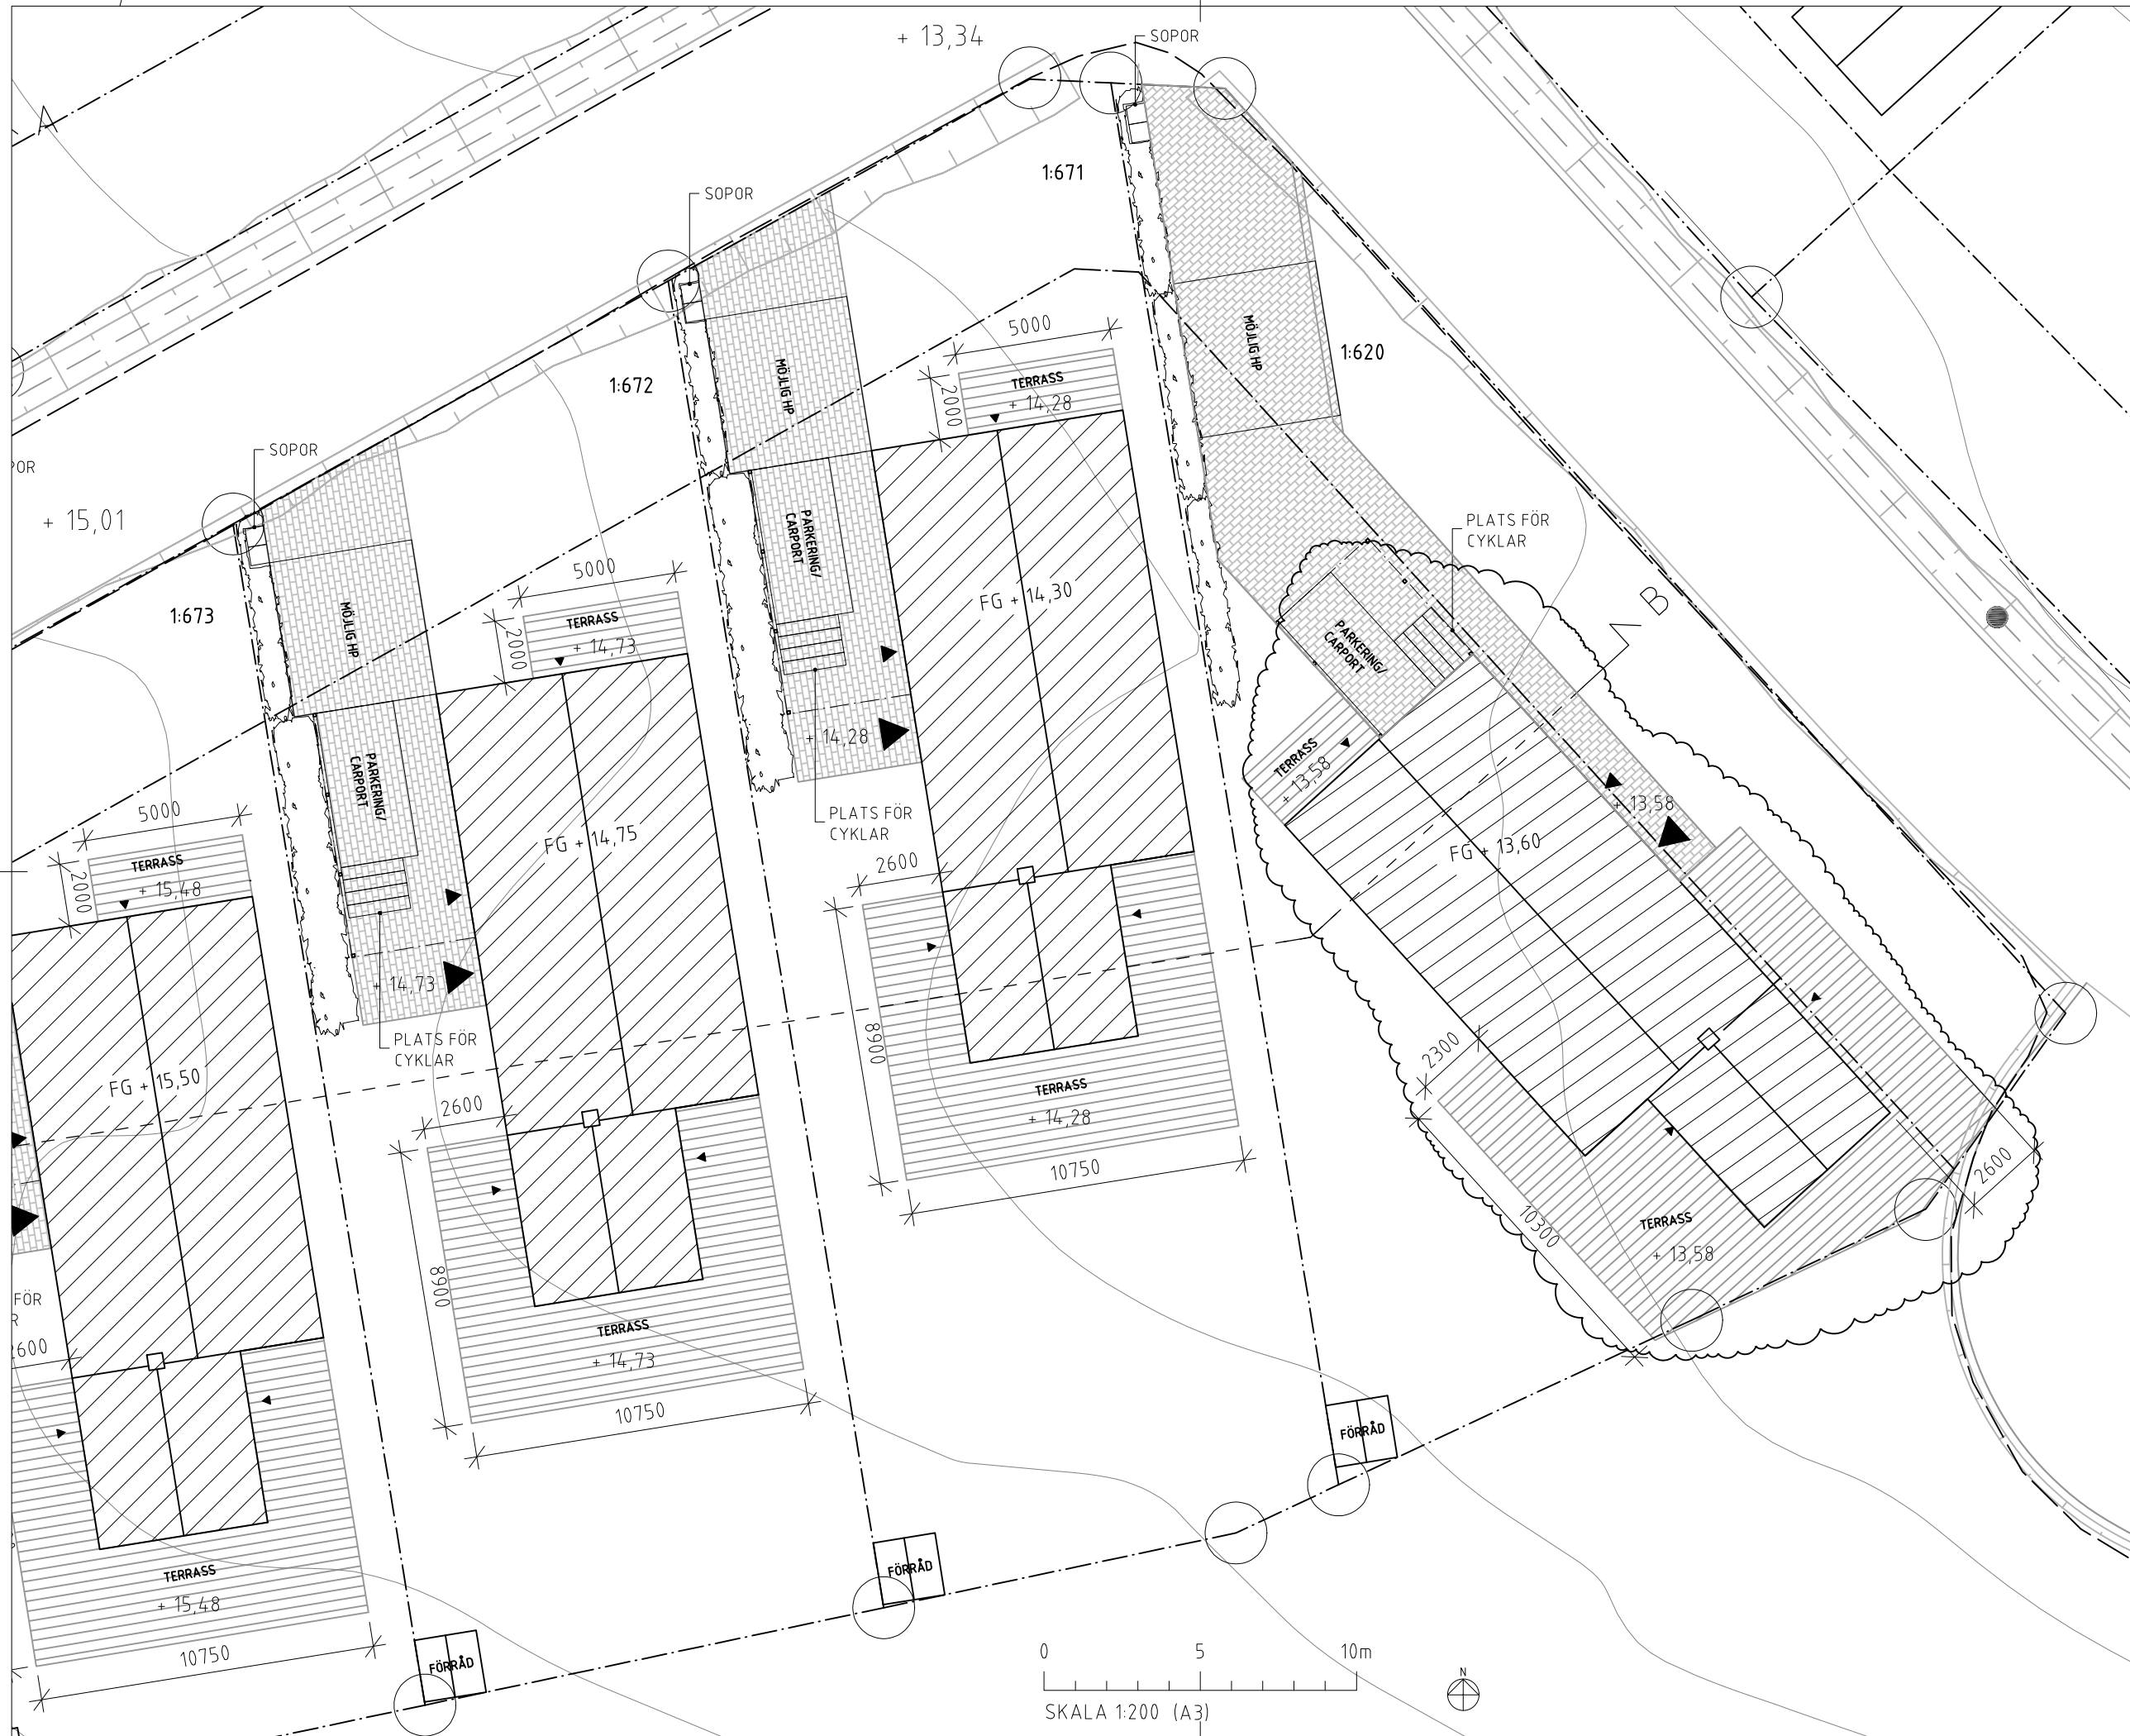 + 13,34
SOPOR
A
1:671
SOPOR
MÖJLIG HP
5000
1:620
1:672
MÖJLIG HP
TERRASS
+ 14,28
2000
SOPOR
+ 15,01
PARKERING/
CARPORT
PLATS FÖR
CYKLAR
5000
FG + 14,30
B
1:673
MÖJLIG HP
TERRASS
+ 14,73
2000
PARKERING/
CARPORT
+ 14,28
TERRASS
+ 13,58
+ 13,58
PARKERING/
CARPORT
5000
PLATS FÖR
CYKLAR
FG + 14,75
FG + 13,60
TERRASS
+ 15,48
2000
2600
+ 14,73
PLATS FÖR
CYKLAR
8900
2300
FG + 15,50
TERRASS
+ 14,28
2600
10750
2600
10300
TERRASS
+ 13,58
8900
FÖR
R
2600
TERRASS
+ 14,73
10750
FÖRRÅD
TERRASS
+ 15,48
FÖRRÅD
10750
FÖRRÅD
0 5 10m
SKALA 1:200 (A3)
N